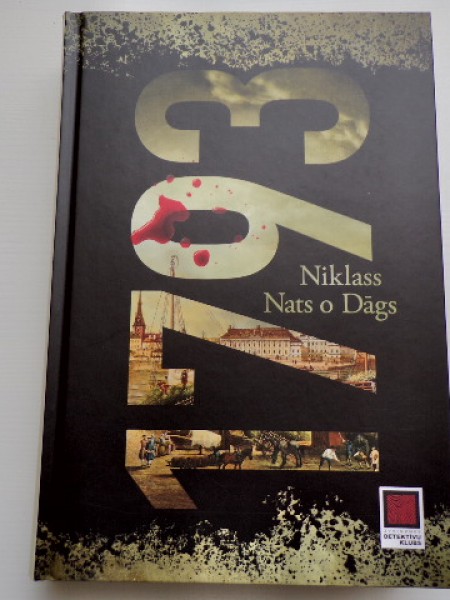 1793
Niklass
Nats o Dāgs
DETEKTĪVU
KLUBS